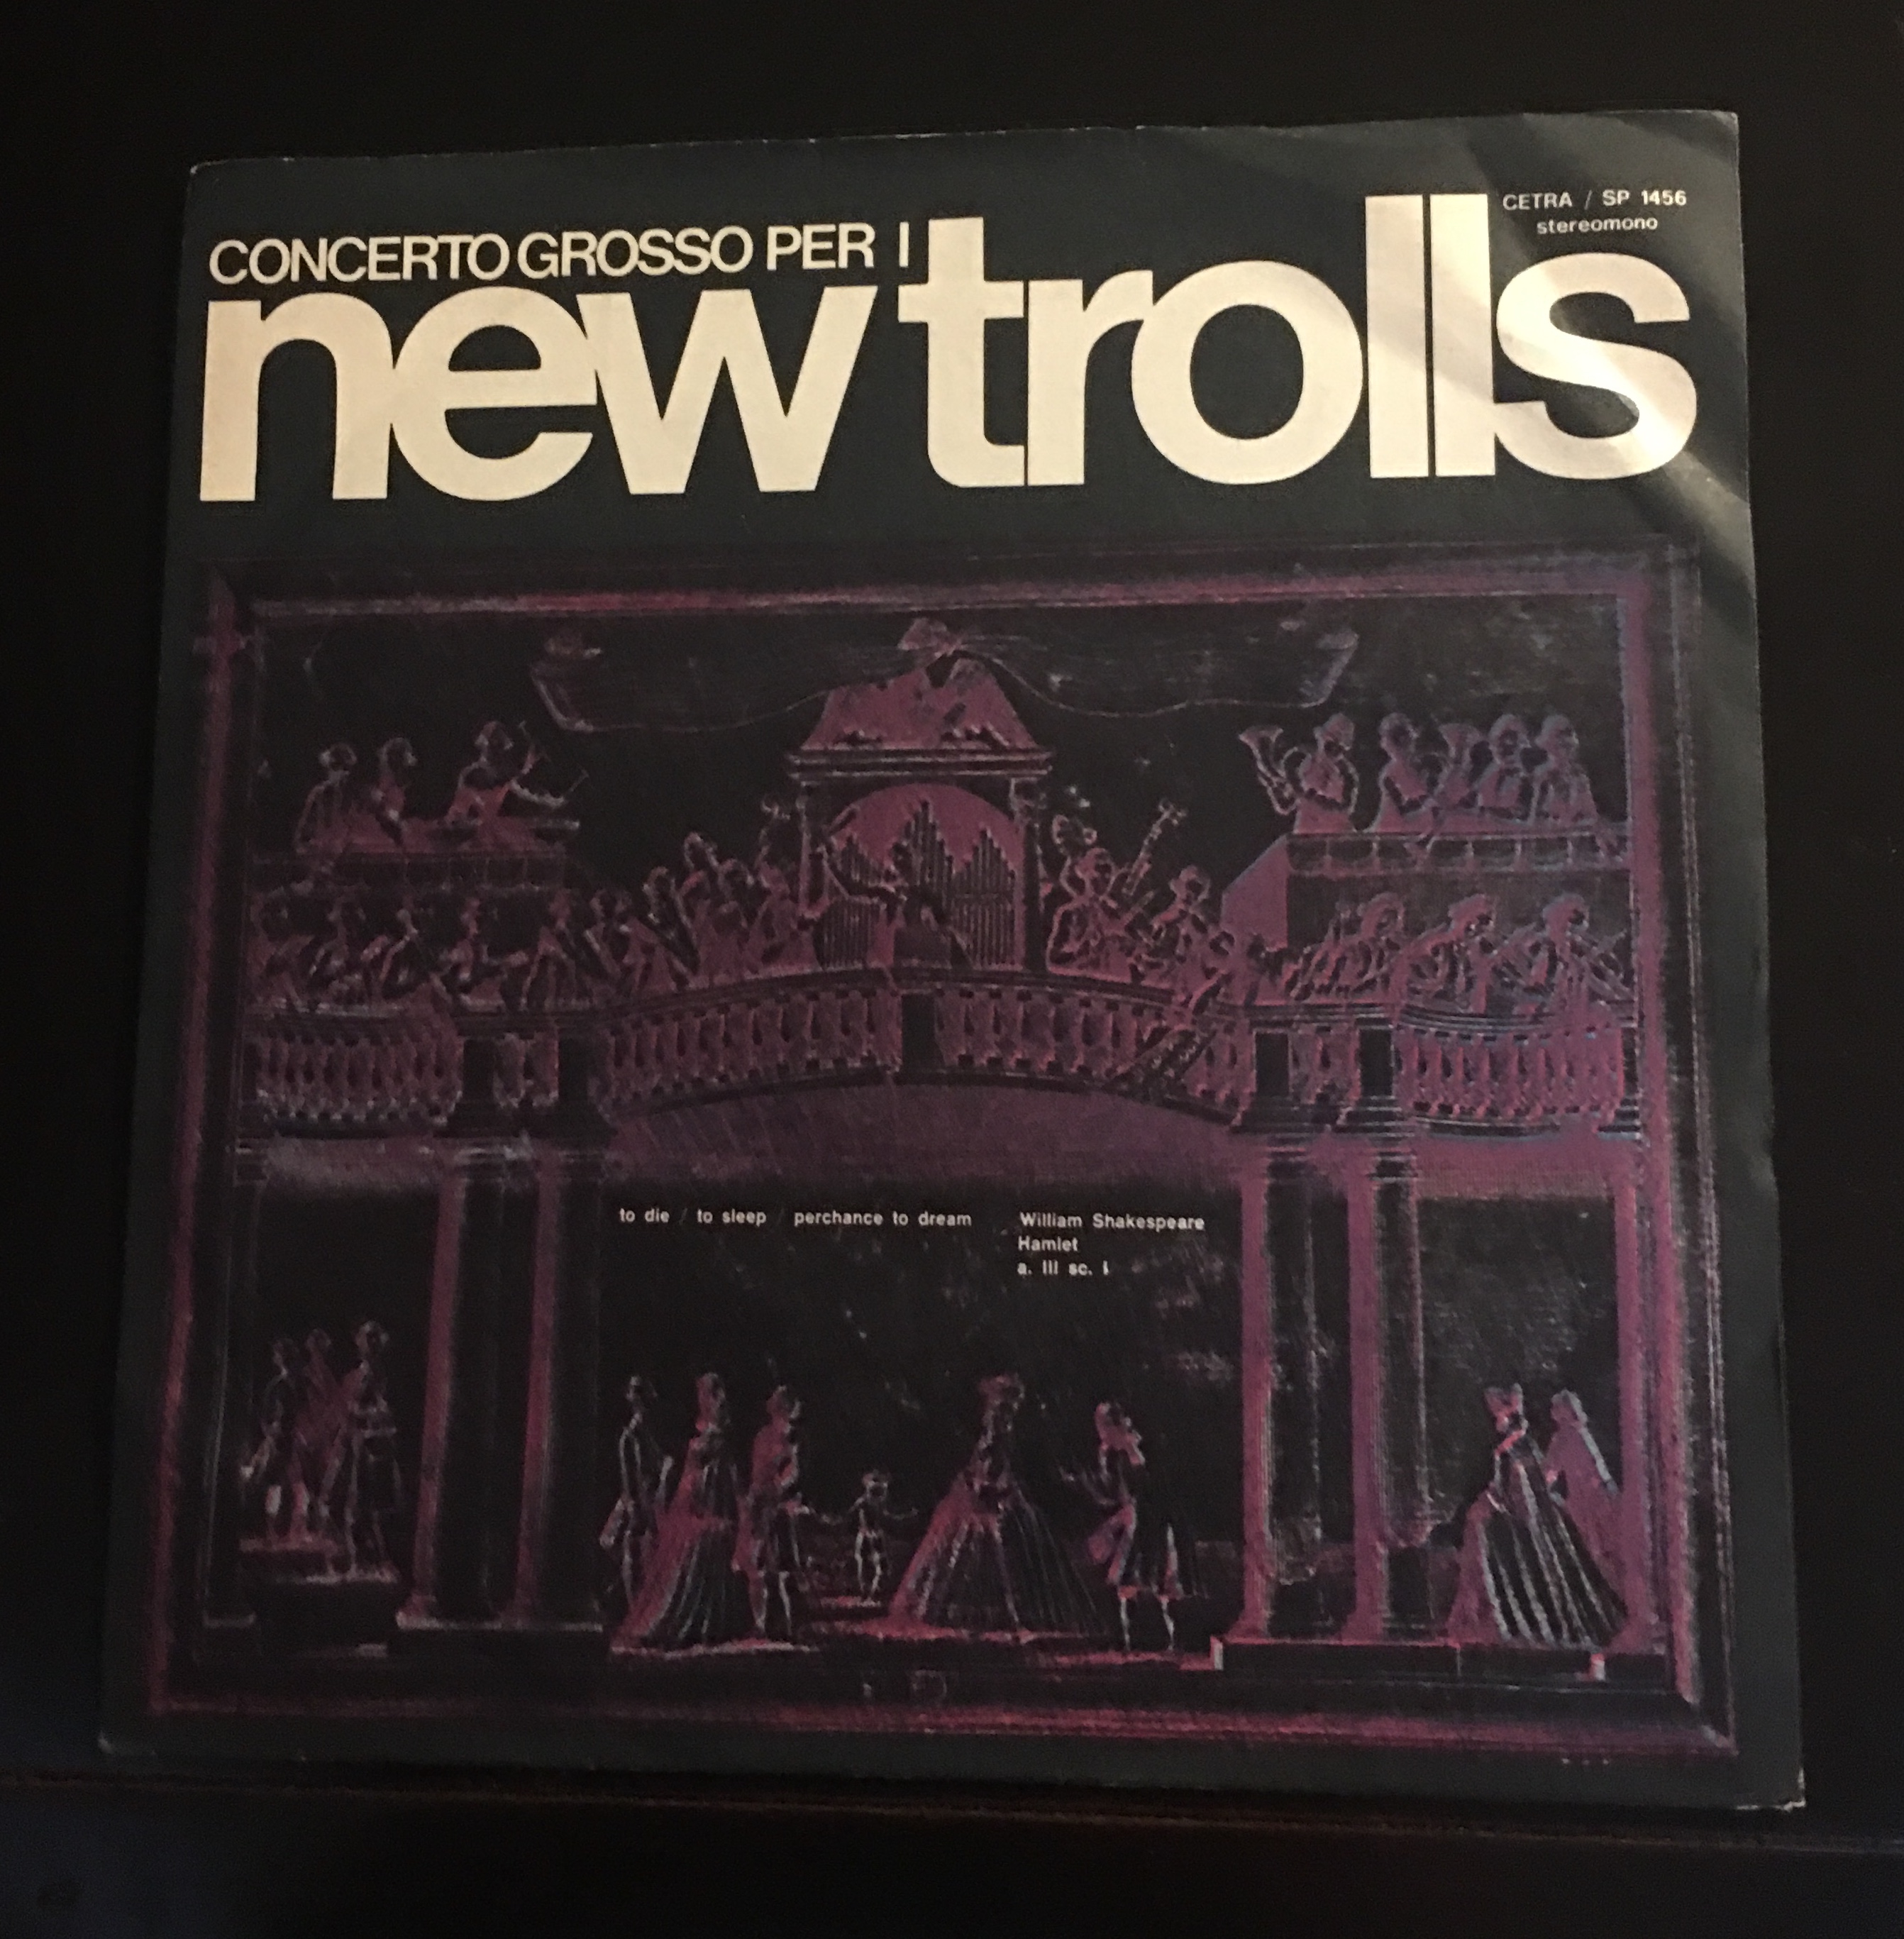 CONCERTO GROSSO PER I
new trolls
CETRA / SP 1456
stereomono
to die / to sleep / perchance to dream
William Shakespeare
Hamlet
a. III sc. I